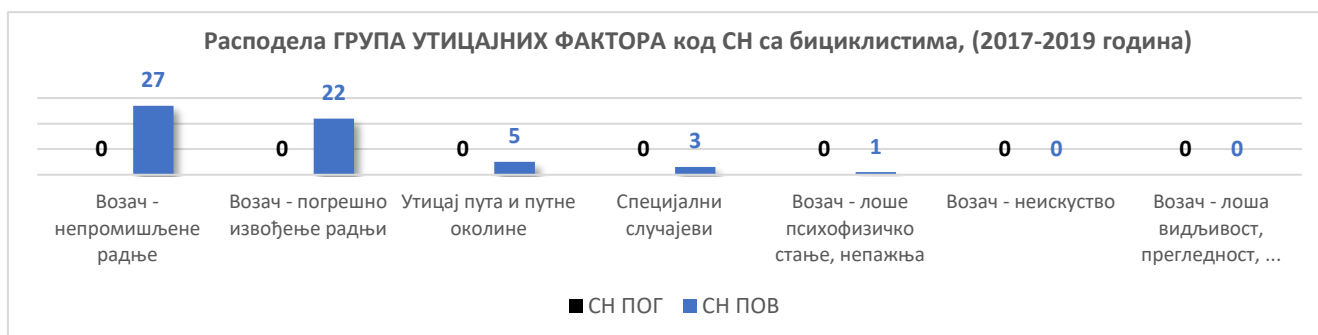 Расподела ГРУПА УТИЦАЈНИХ ФАКТОРА код СН са бициклистима, (2017-2019 година)
0 27 0 22 0 5 0 3 0 1 0 0 0 0
Возач - непромишљене радње
Возач - погрешно извођење радњи
Утицај пута и путне околине
Специјални случајеви
Возач - лоше психофизичко стање, непажња
Возач - неискуство
Возач - лоша видљивост, прегледност, ...
СН ПОГ СН ПОВ